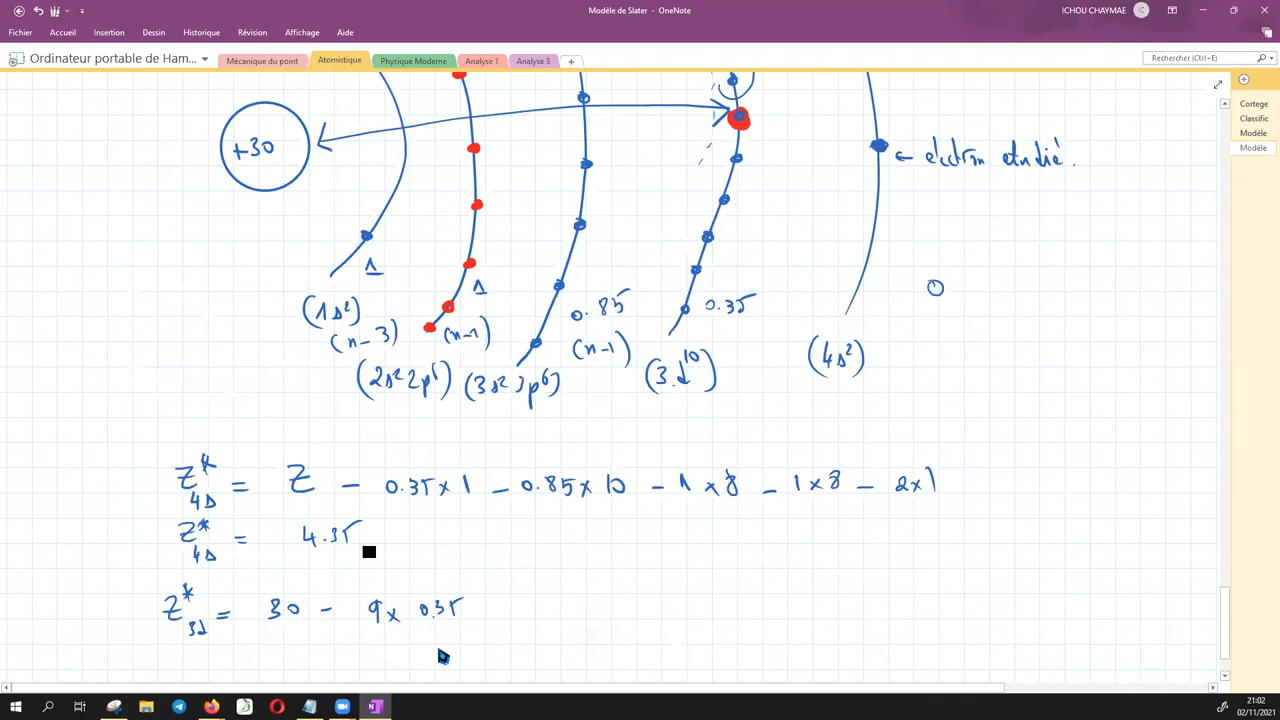 Modèle de Slater - OneNote
ICHOU CHAYMAE
IC
Fichier Accueil Insertion Dessin Historique Révision Affichage Aide
Ordinateur portable de Ham...
Mécanique du point
Atomistique
Physique Moderne
Analyse 1
Analyse 3
+
Rechercher (Ctrl+E)
Cortege
Classific
Modèle
Modèle
+30
← électron etudié.
1
1
0.85
0.35
0
(1s²)
(n-3)
(n-1)
(n-1)
(2s² 2p⁶)
(3s² 3p⁶)
(3d¹⁰)
(4s²)
Z*4s = Z - 0.35 x 1 - 0.85 x 10 - 1 x 8 - 1 x 8 - 2 x 1
Z*4s = 4.35
Z*3d = 30 - 9 x 0.35
21:02
02/11/2021